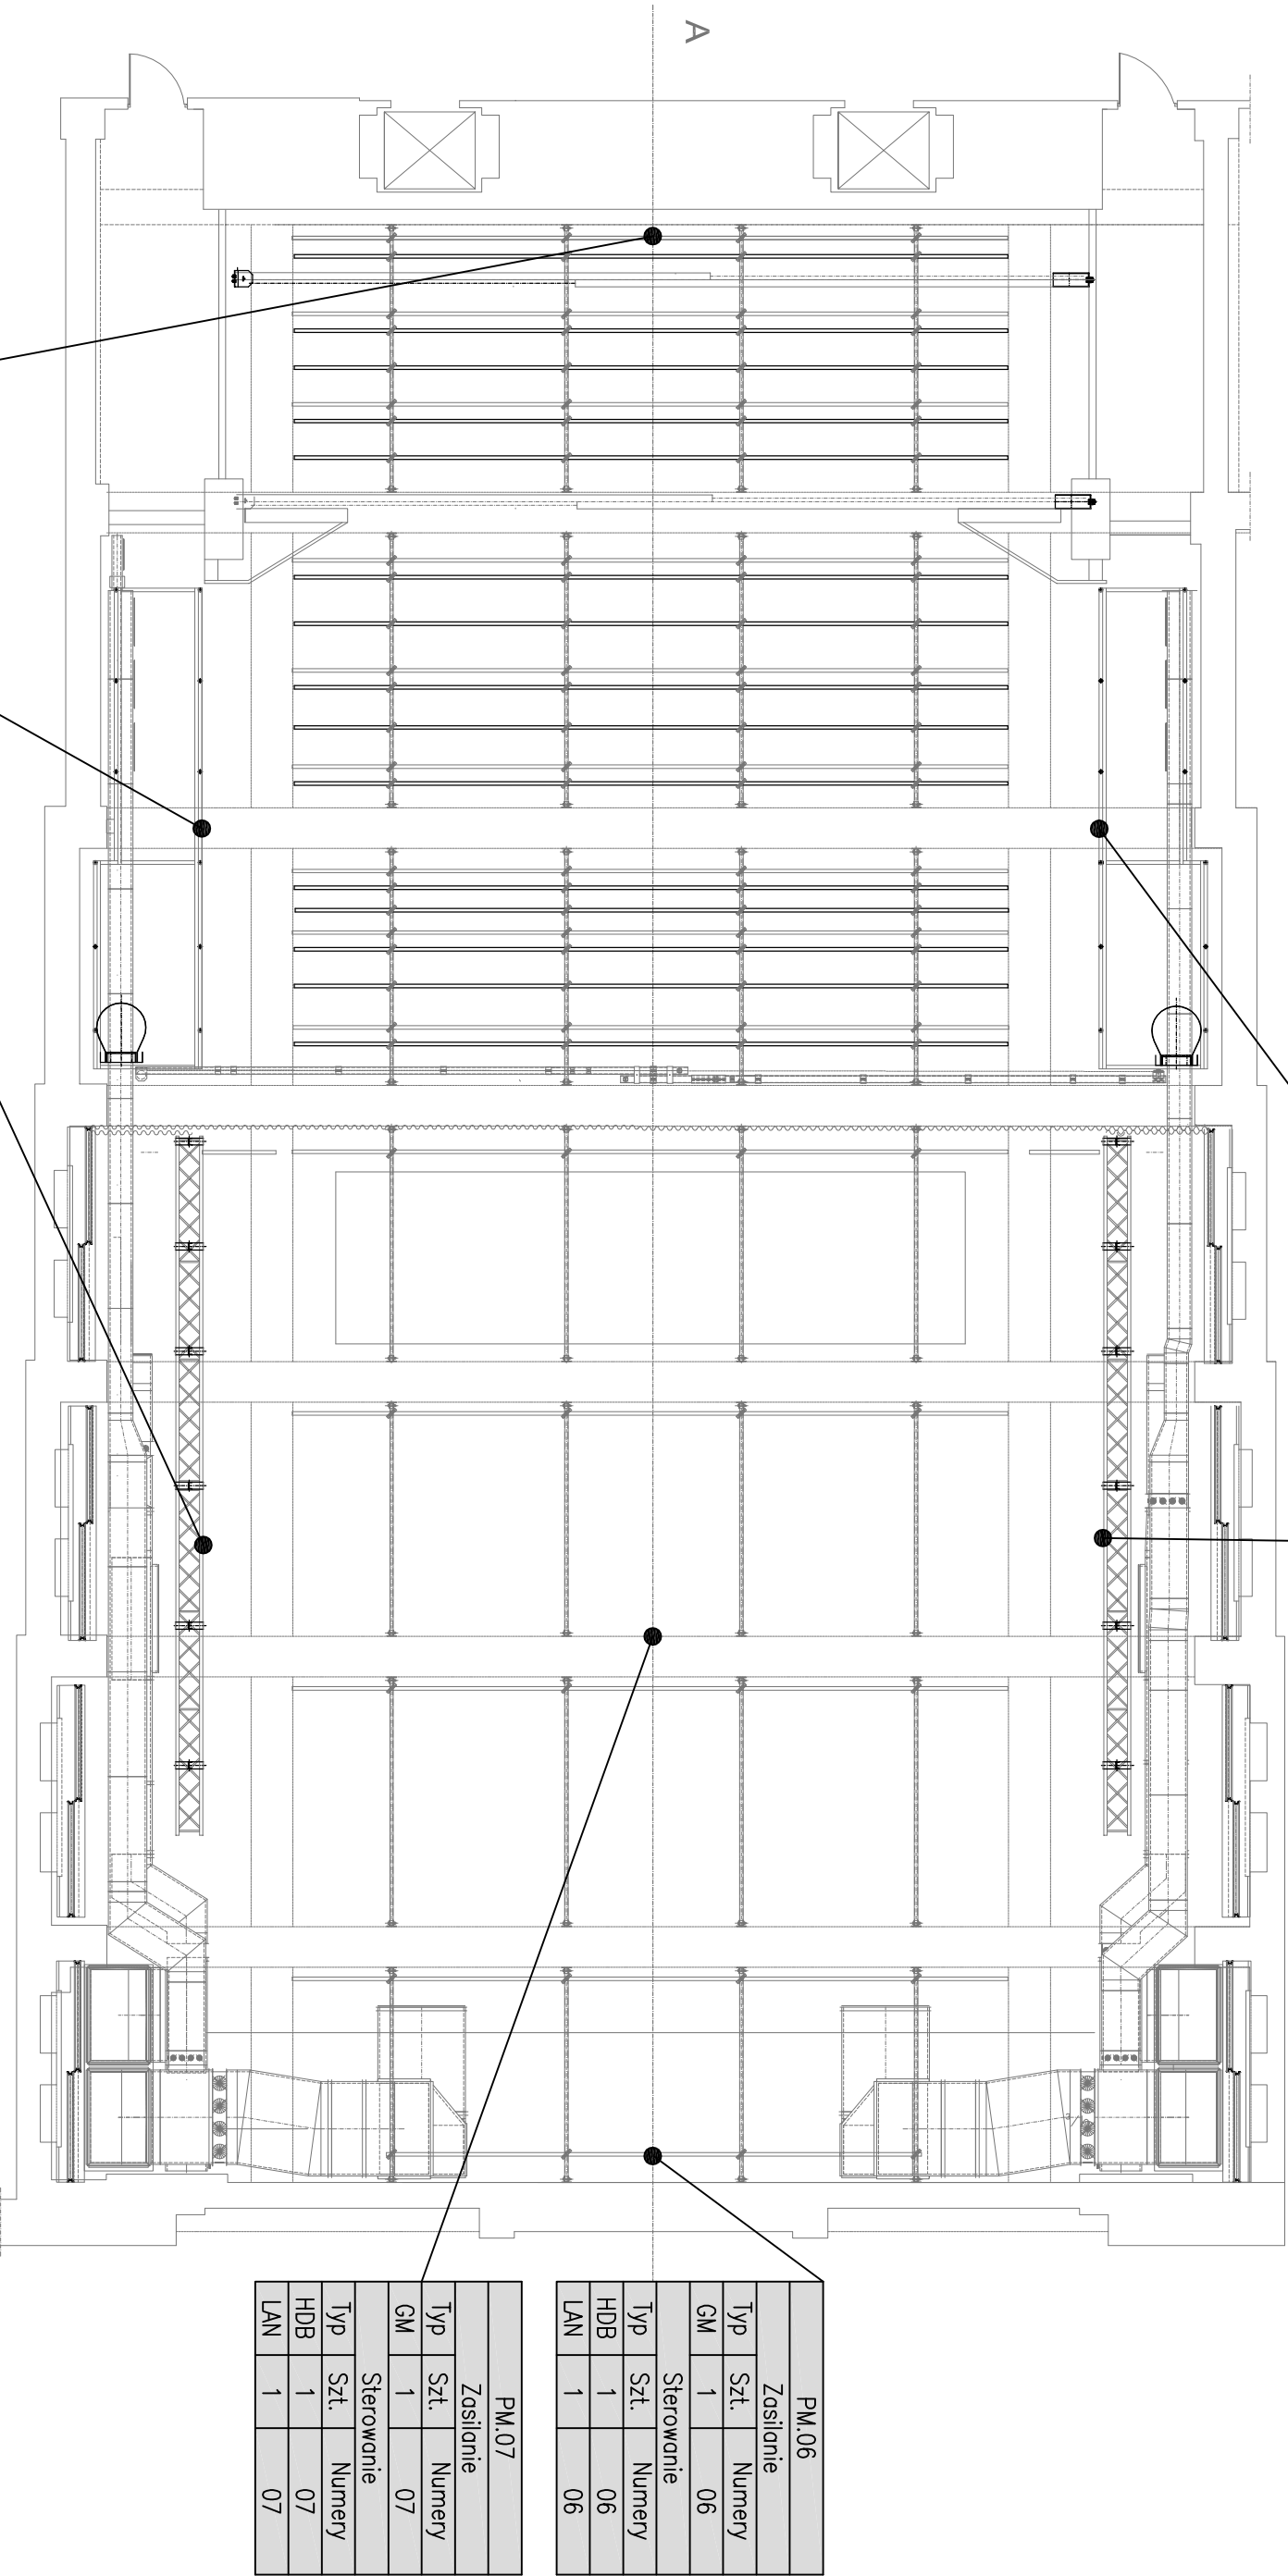 A
PM.06
Zasilanie
Typ Szt. Numery
GM 1 06
Sterowanie
Typ Szt. Numery
HDB 1 06
LAN 1 06
PM.07
Zasilanie
Typ Szt. Numery
GM 1 07
Sterowanie
Typ Szt. Numery
HDB 1 07
LAN 1 07